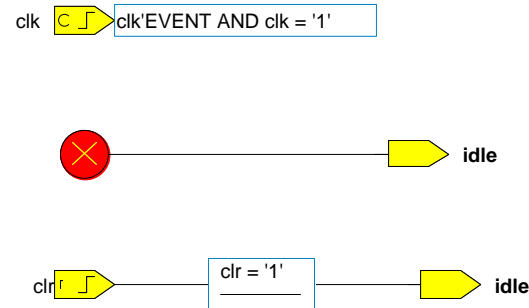 clk C clk'EVENT AND clk = '1'
idle
clr r clr = '1' idle